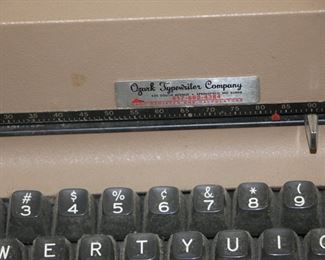 Ozark Typewriter Company
30 35 40 45 50 55 60 65 70 75 80 85 90
# $ % ¢ & * (
3 4 5 6 7 8 9
W E R T Y U I O